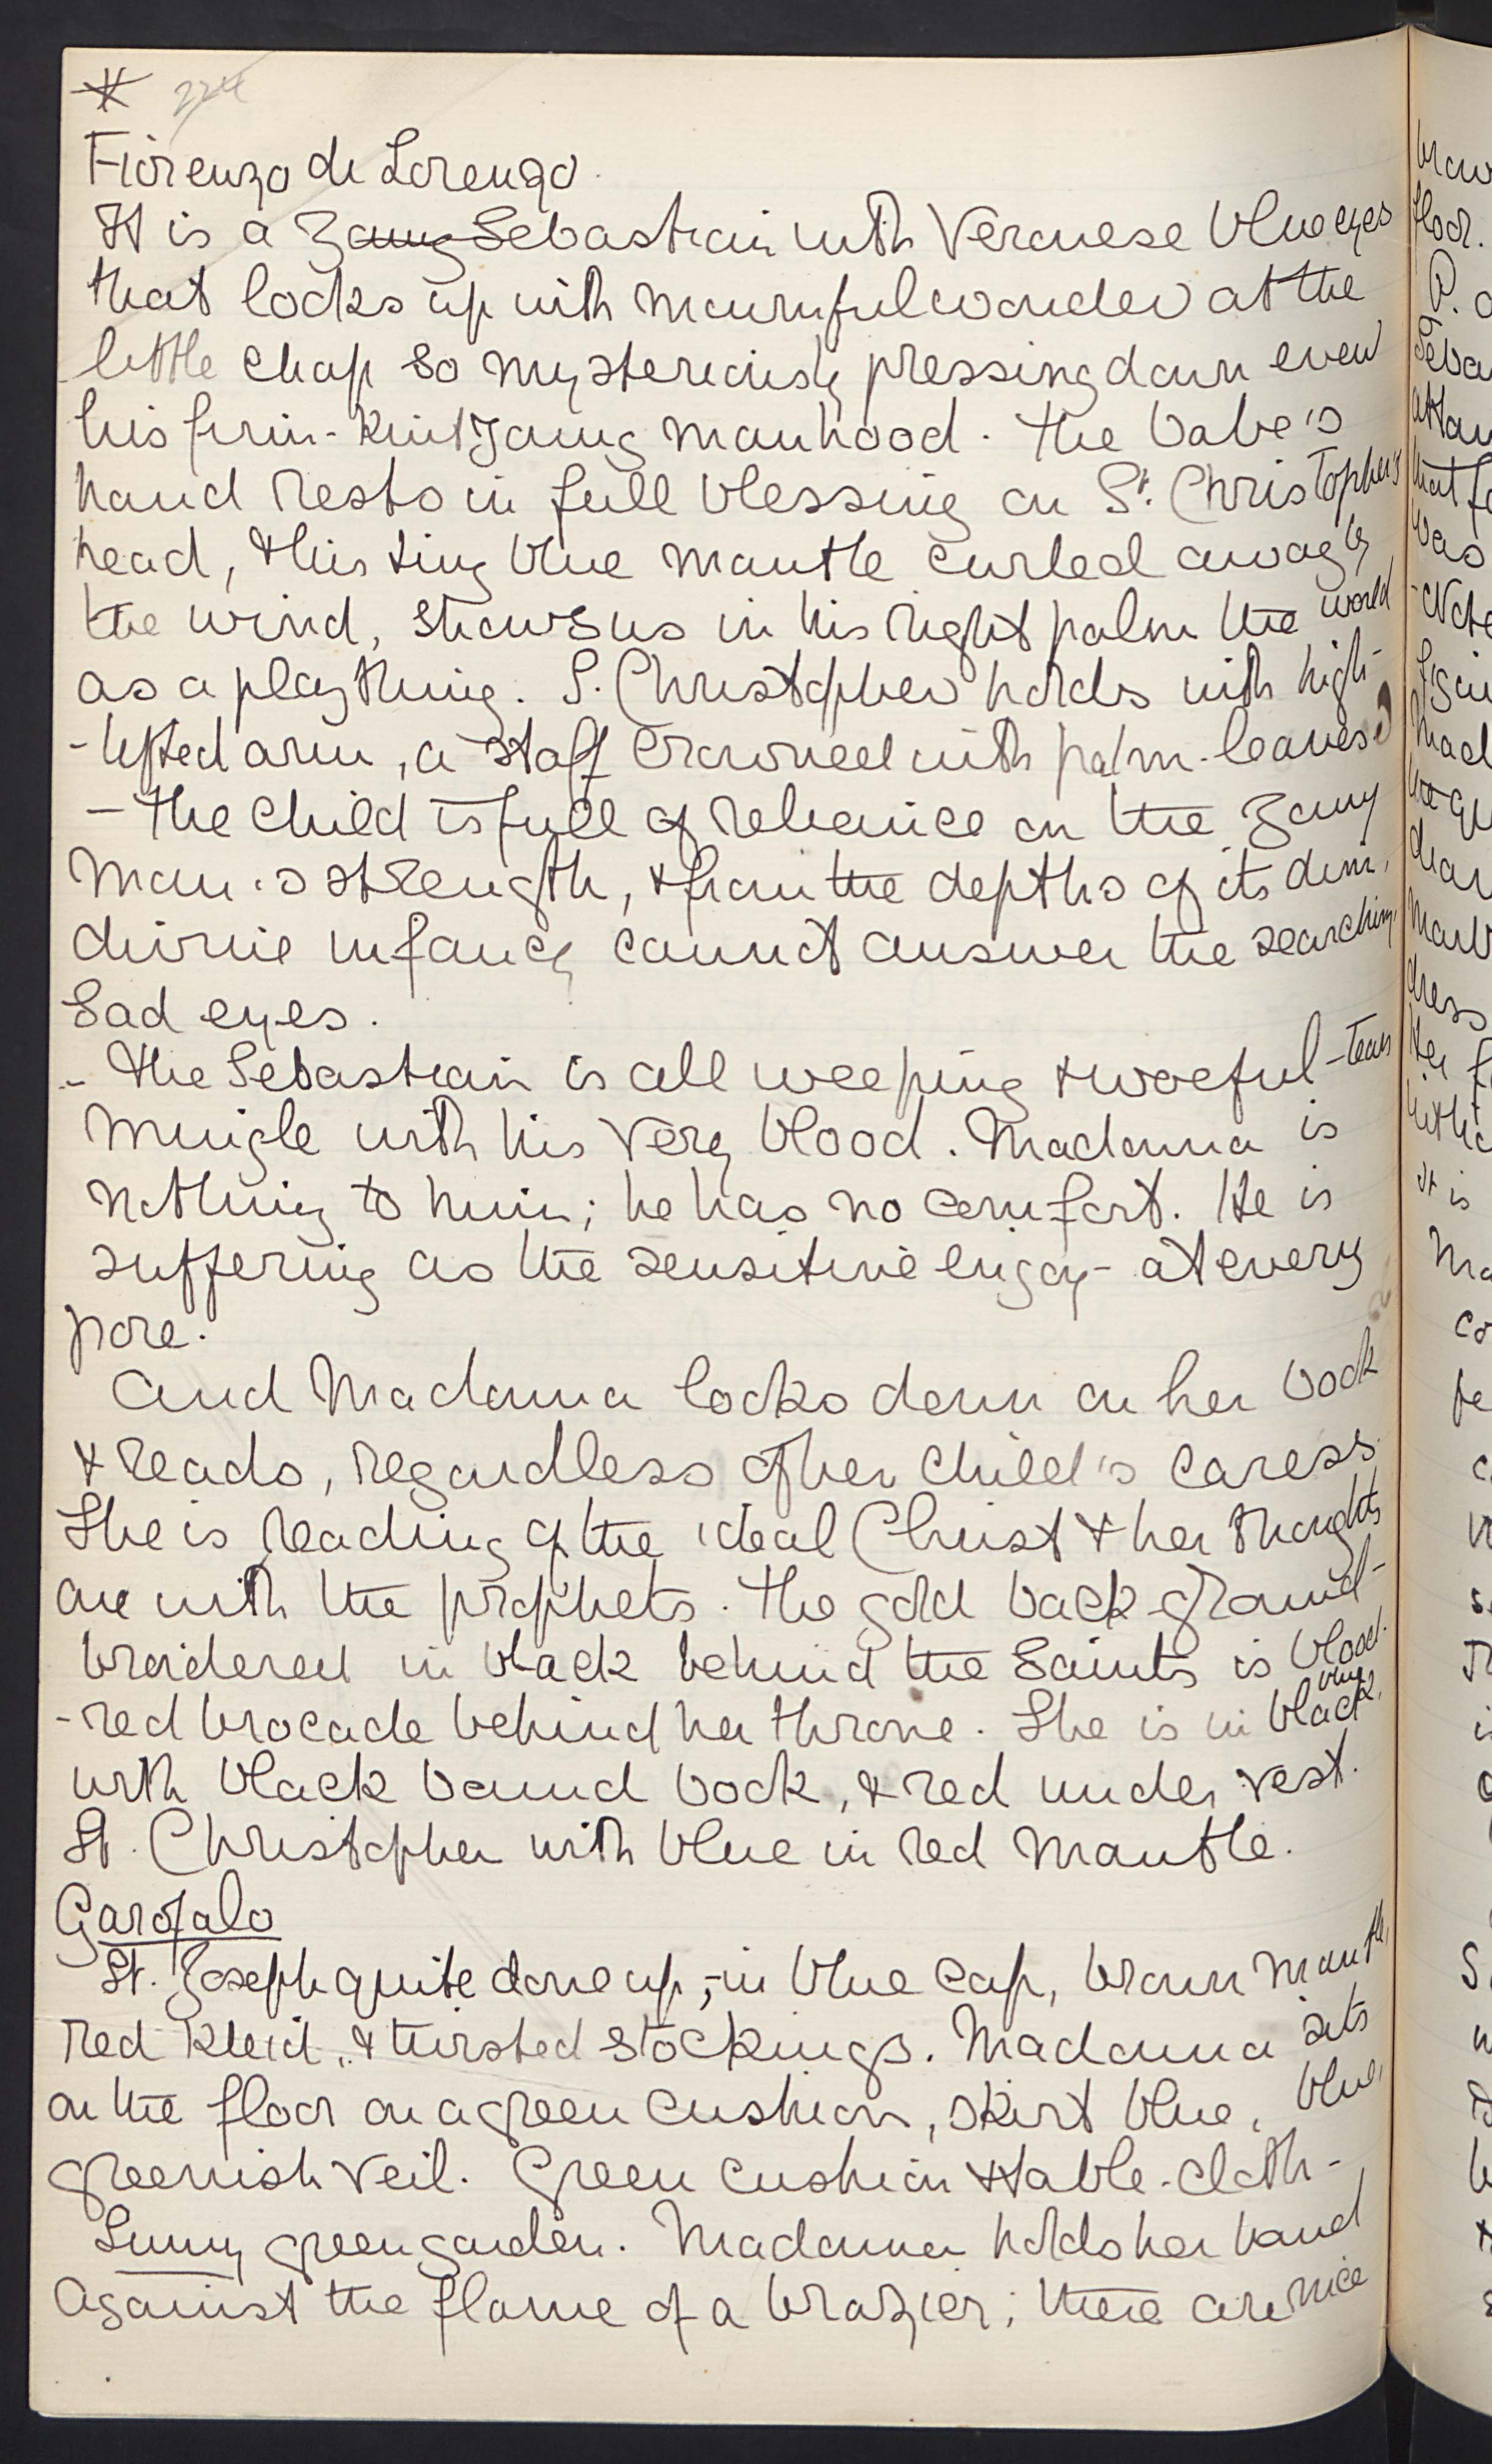 224
Fiorenzo di Lorenzo.
It is a young Sebastian with Veronese blue eyes
that looks up with mournful wonder at the
little chap so mysteriously pressing down even
his firm-knit young manhood. The babe's
hand rests in full blessing on St. Christopher's
head, & his tiny blue mantle curled away by
the wind, shows us in his right palm the world
as a plaything. S. Christopher holds with high-
-lifted arm, a staff crowned with palm-leaves
- the child is full of reliance on the young
man's strength, & from the depths of its dim,
divine infancy cannot answer the searching
sad eyes.
- The Sebastian is all weeping & woeful - tears
mingle with his very blood. Madonna is
nothing to him; he has no comfort. He is
suffering as the sensitive enjoy - at every
pore.
And Madonna looks down on her book
& reads, regardless of her child's caress.
She is reading of the ideal Christ & her thoughts
are with the prophets. The gold back-ground -
broidered in black behind the Saints is blood-
-red brocade behind her throne. She is in blue black,
with black bound book, & red under vest.
St. Christopher with blue in red mantle.
Garofalo
St. Joseph quite done up, - in blue cap, brown mantle,
red kleid, & twisted stockings. Madonna sits
on the floor on a green cushion, skirt blue, blue,
greenish veil. Green cushion & table-cloth -
Sunny green garden. Madonna holds her hand
against the flame of a brazier; there are nice